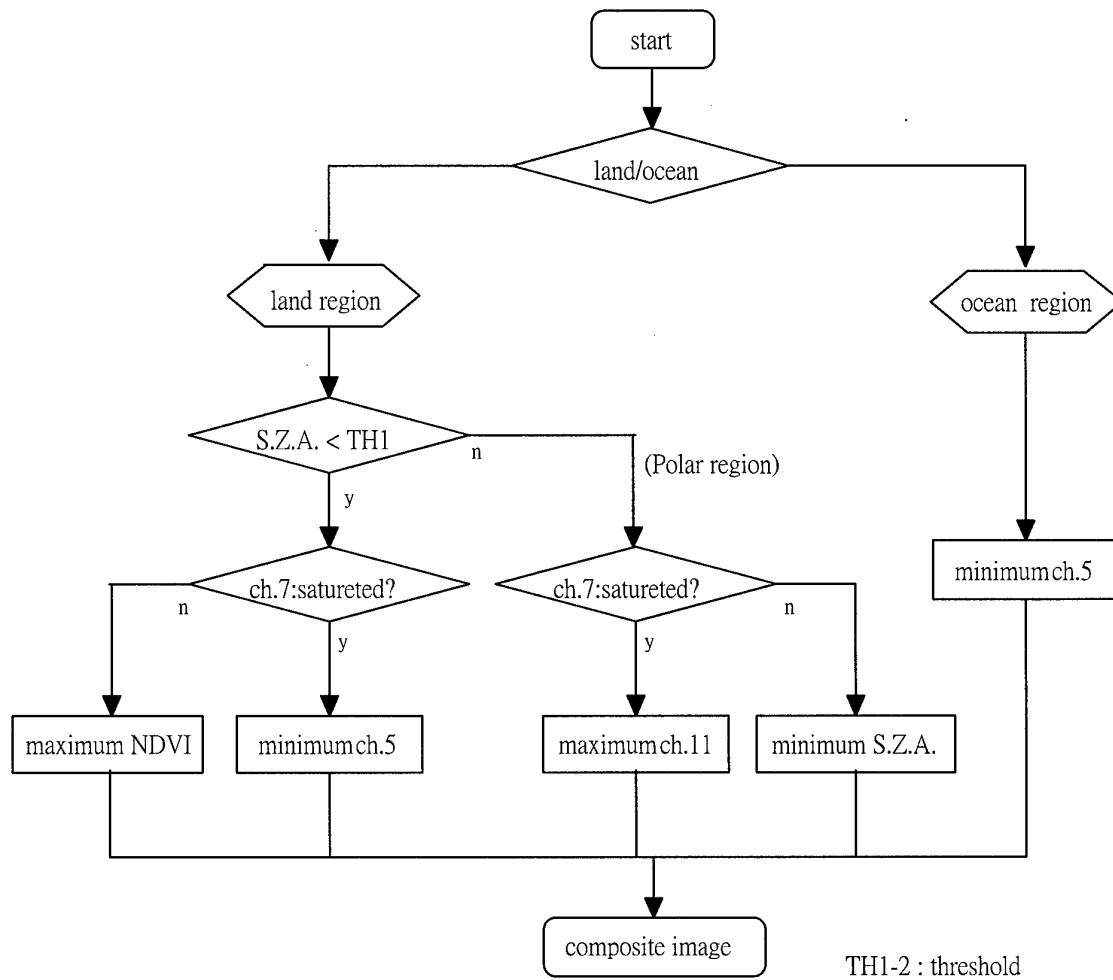 start
land/ocean
land region
ocean region
S.Z.A. < TH1
n
(Polar region)
y
ch.7:satureted?
ch.7:satureted?
minimum ch.5
n
n
y
y
maximum NDVI
minimum ch.5
maximum ch.11
minimum S.Z.A.
composite image
TH1-2 : threshold